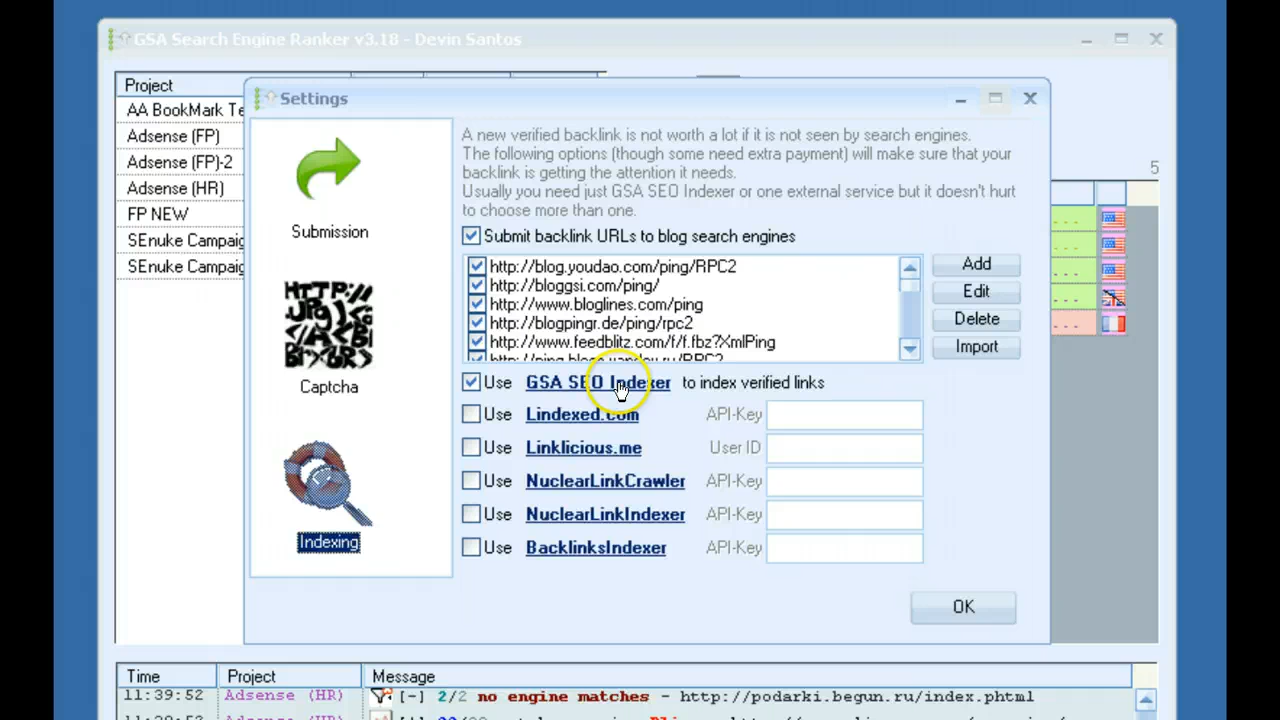 GSA Search Engine Ranker v3.18 - Devin Santos
Project
AA BookMark Te
Adsense (FP)
Adsense (FP)-2
Adsense (HR)
FP NEW
SEnuke Campaig
SEnuke Campaig
5
Settings
Submission
Captcha
Indexing
A new verified backlink is not worth a lot if it is not seen by search engines.
The following options (though some need extra payment) will make sure that your
backlink is getting the attention it needs.
Usually you need just GSA SEO Indexer or one external service but it doesn't hurt
to choose more than one.
Submit backlink URLs to blog search engines
http://blog.youdao.com/ping/RPC2
http://bloggsi.com/ping/
http://www.bloglines.com/ping
http://blogpingr.de/ping/rpc2
http://www.feedblitz.com/f/f.fbz?XmlPing
http://ping.blogs.yandex.ru/RPC2
Add
Edit
Delete
Import
Use GSA SEO Indexer to index verified links
Use Lindexed.com API-Key
Use Linklicious.me User ID
Use NuclearLinkCrawler API-Key
Use NuclearLinkIndexer API-Key
Use BacklinksIndexer API-Key
OK
Time Project Message
11:39:52 Adsense (HR) [-] 2/2 no engine matches - http://podarki.begun.ru/index.phtml